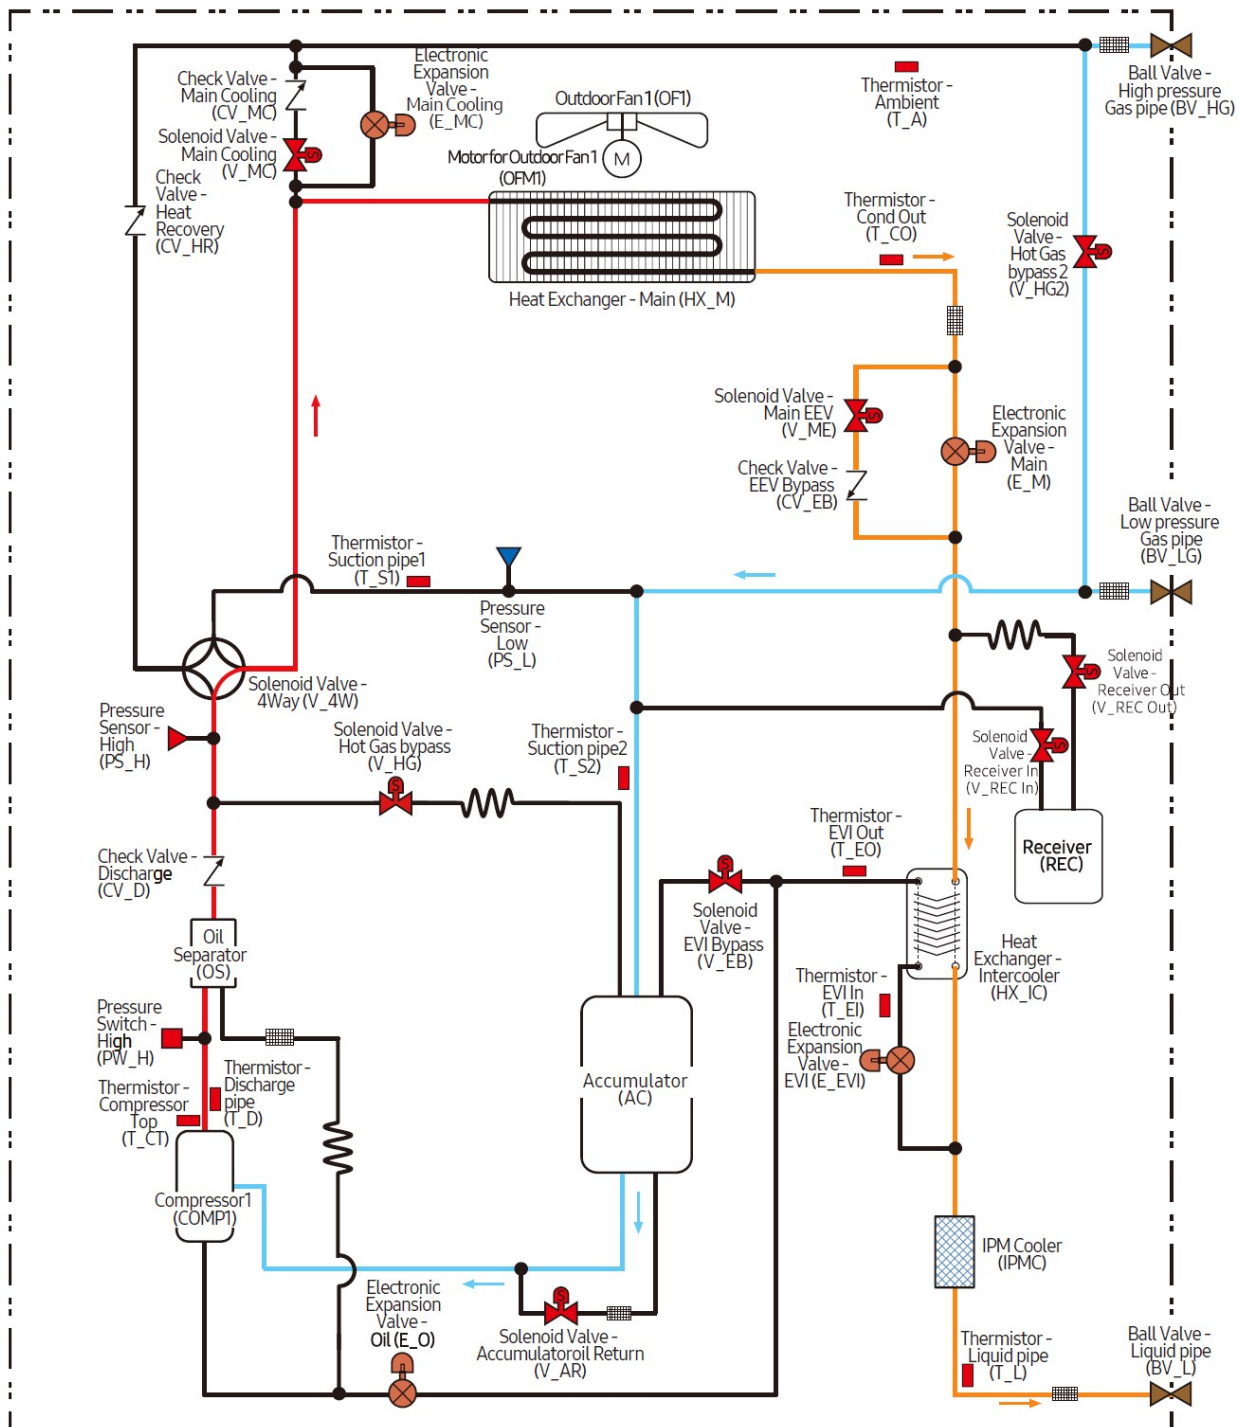 Electronic
Expansion
Valve -
Main Cooling
(E_MC)
Check Valve -
Main Cooling
(CV_MC)
Solenoid Valve -
Main Cooling
(V_MC)
Check
Valve -
Heat
Recovery
(CV_HR)
Outdoor Fan 1 (OF1)
Motor for Outdoor Fan 1
(OFM1)
M
Heat Exchanger - Main (HX_M)
Thermistor -
Ambient
(T_A)
Ball Valve -
High pressure
Gas pipe (BV_HG)
Thermistor -
Cond Out
(T_CO)
Solenoid
Valve -
Hot Gas
bypass 2
(V_HG2)
S
S
Solenoid Valve -
Main EEV
(V_ME)
S
Check Valve -
EEV Bypass
(CV_EB)
Electronic
Expansion
Valve -
Main
(E_M)
Ball Valve -
Low pressure
Gas pipe
(BV_LG)
Thermistor -
Suction pipe1
(T_S1)
Pressure
Sensor -
Low
(PS_L)
Solenoid Valve -
4Way (V_4W)
Pressure
Sensor -
High
(PS_H)
Solenoid Valve -
Hot Gas bypass
(V_HG)
S
Thermistor -
Suction pipe2
(T_S2)
Solenoid
Valve -
Receiver Out
(V_REC Out)
S
Solenoid
Valve -
Receiver In
(V_REC In)
S
Receiver
(REC)
Check Valve -
Discharge
(CV_D)
Thermistor -
EVI Out
(T_EO)
S
Solenoid
Valve -
EVI Bypass
(V_EB)
Oil
Separator
(OS)
Heat
Exchanger -
Intercooler
(HX_IC)
Thermistor -
EVI In
(T_EI)
Electronic
Expansion
Valve -
EVI (E_EVI)
Pressure
Switch -
High
(PW_H)
Thermistor -
Discharge
pipe
(T_D)
Thermistor -
Compressor
Top
(T_CT)
Accumulator
(AC)
Compressor1
(COMP1)
IPM Cooler
(IPMC)
Electronic
Expansion
Valve -
Oil (E_O)
S
Solenoid Valve -
Accumulatoroil Return
(V_AR)
Thermistor -
Liquid pipe
(T_L)
Ball Valve -
Liquid pipe
(BV_L)